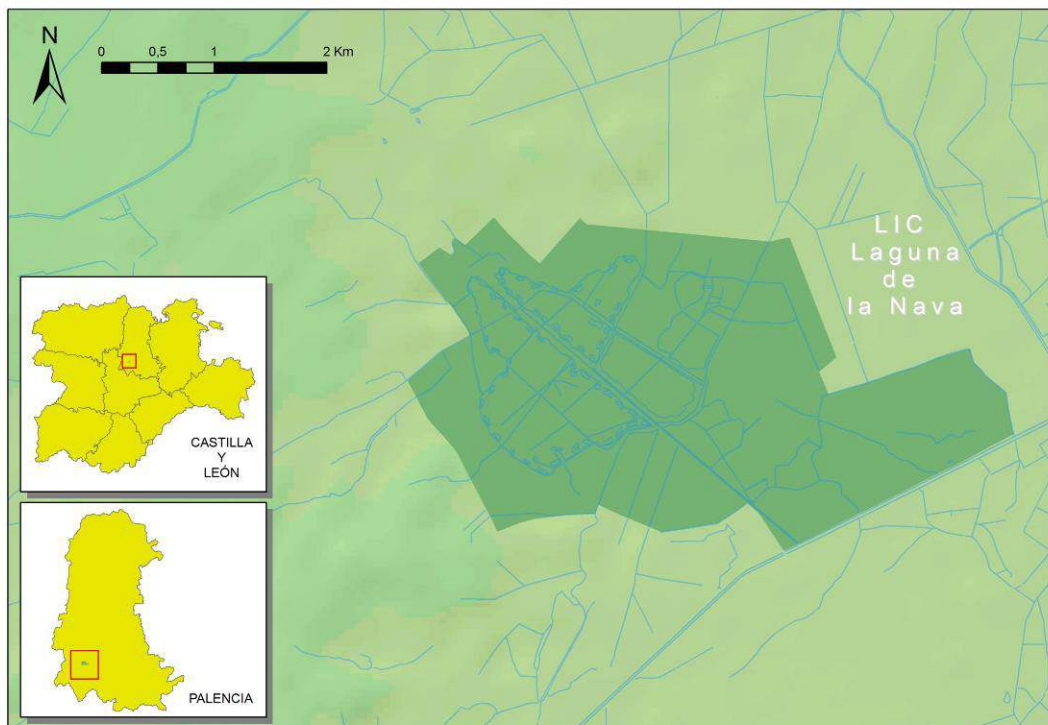 N
0 0,5 1 2 Km
LIC
Laguna
de
la Nava
CASTILLA
Y
LEÓN
PALENCIA